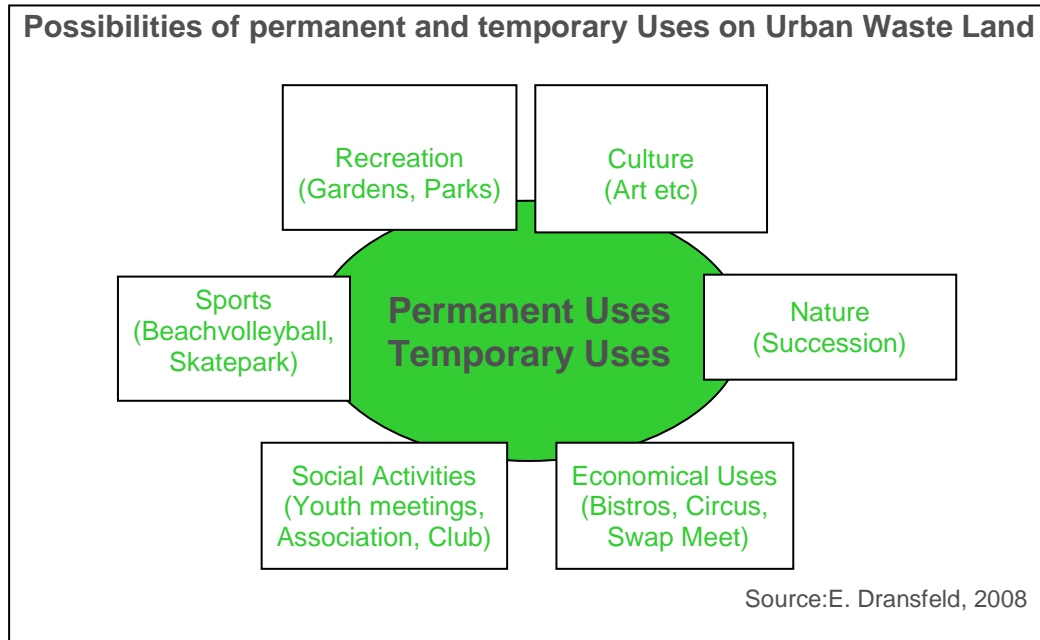 Possibilities of permanent and temporary Uses on Urban Waste Land
Recreation
(Gardens, Parks)
Culture
(Art etc)
Sports
(Beachvolleyball,
Skatepark)
Permanent Uses
Temporary Uses
Nature
(Succession)
Social Activities
(Youth meetings,
Association, Club)
Economical Uses
(Bistros, Circus,
Swap Meet)
Source:E. Dransfeld, 2008